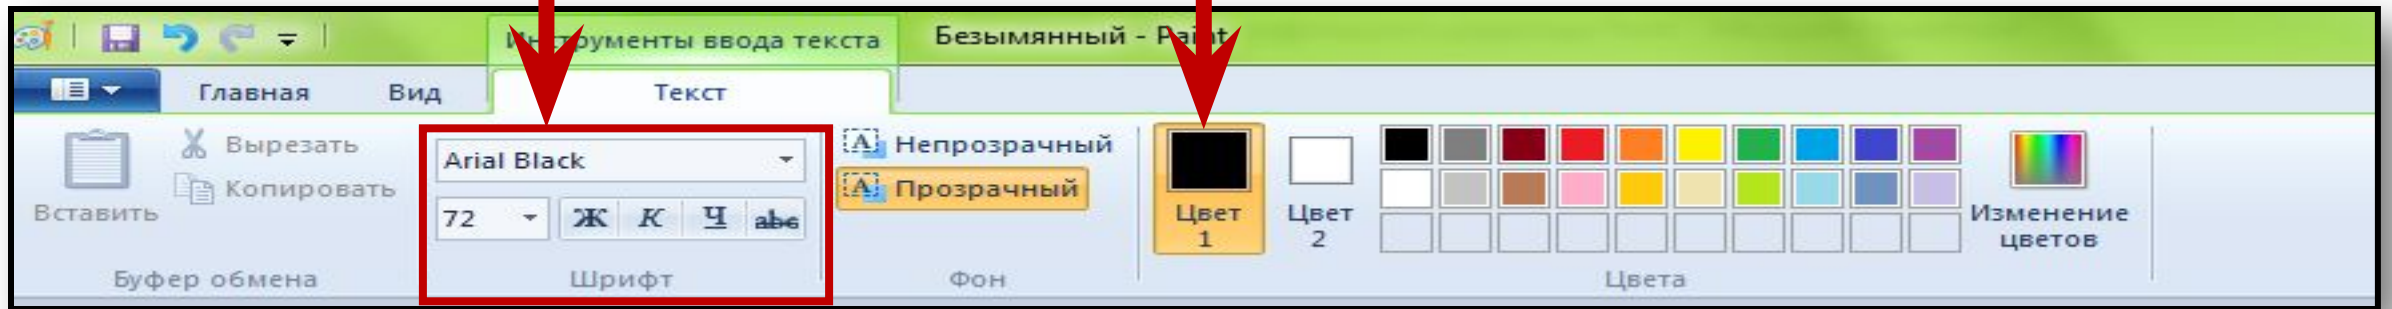 Инструменты ввода текста Безымянный - Paint
Главная Вид Текст
Вставить
Вырезать
Копировать
Буфер обмена
Arial Black
72 Ж К Ч abc
Шрифт
Непрозрачный
Прозрачный
Фон
Цвет
1
Цвет
2
Изменение
цветов
Цвета